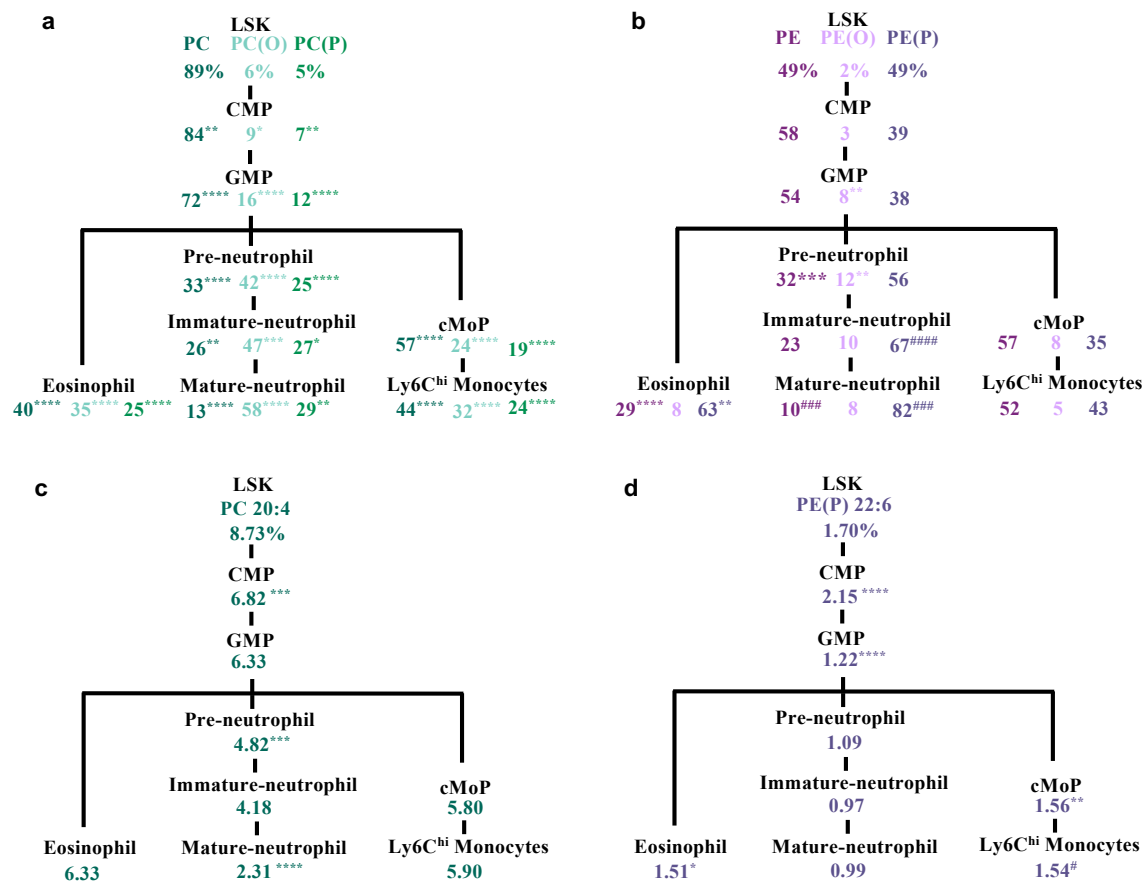 a
LSK
PC PC(O) PC(P)
89% 6% 5%
CMP
84** 9* 7**
GMP
72**** 16**** 12****
Pre-neutrophil
33**** 42**** 25****
Immature-neutrophil
26** 47*** 27*
cMoP
57**** 24**** 19****
Eosinophil
40**** 35**** 25****
Mature-neutrophil
13**** 58**** 29**
Ly6Chi Monocytes
44**** 32**** 24****
b
LSK
PE PE(O) PE(P)
49% 2% 49%
CMP
58 3 39
GMP
54 8** 38
Pre-neutrophil
32*** 12** 56
Immature-neutrophil
23 10 67####
cMoP
57 8 35
Eosinophil
29**** 8 63**
Mature-neutrophil
10### 8 82###
Ly6Chi Monocytes
52 5 43
c
LSK
PC 20:4
8.73%
CMP
6.82 ***
GMP
6.33
Pre-neutrophil
4.82***
Immature-neutrophil
4.18
cMoP
5.80
Eosinophil
6.33
Mature-neutrophil
2.31 ****
Ly6Chi Monocytes
5.90
d
LSK
PE(P) 22:6
1.70%
CMP
2.15 ****
GMP
1.22****
Pre-neutrophil
1.09
Immature-neutrophil
0.97
cMoP
1.56**
Eosinophil
1.51*
Mature-neutrophil
0.99
Ly6Chi Monocytes
1.54#